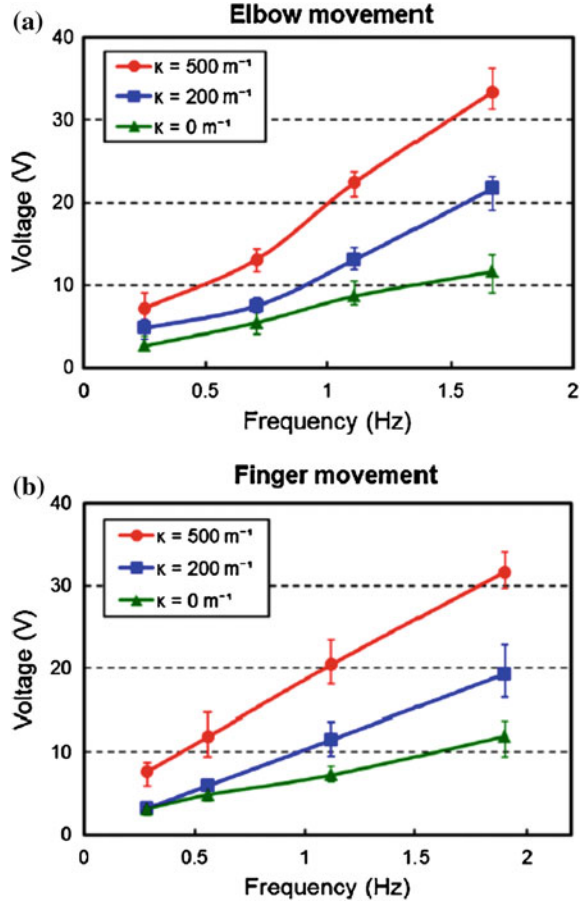 (a)
Elbow movement
κ = 500 m⁻¹
κ = 200 m⁻¹
κ = 0 m⁻¹
Voltage (V)
40
30
20
10
0
0 0.5 1 1.5 2
Frequency (Hz)
(b)
Finger movement
κ = 500 m⁻¹
κ = 200 m⁻¹
κ = 0 m⁻¹
Voltage (V)
40
30
20
10
0
0 0.5 1 1.5 2
Frequency (Hz)